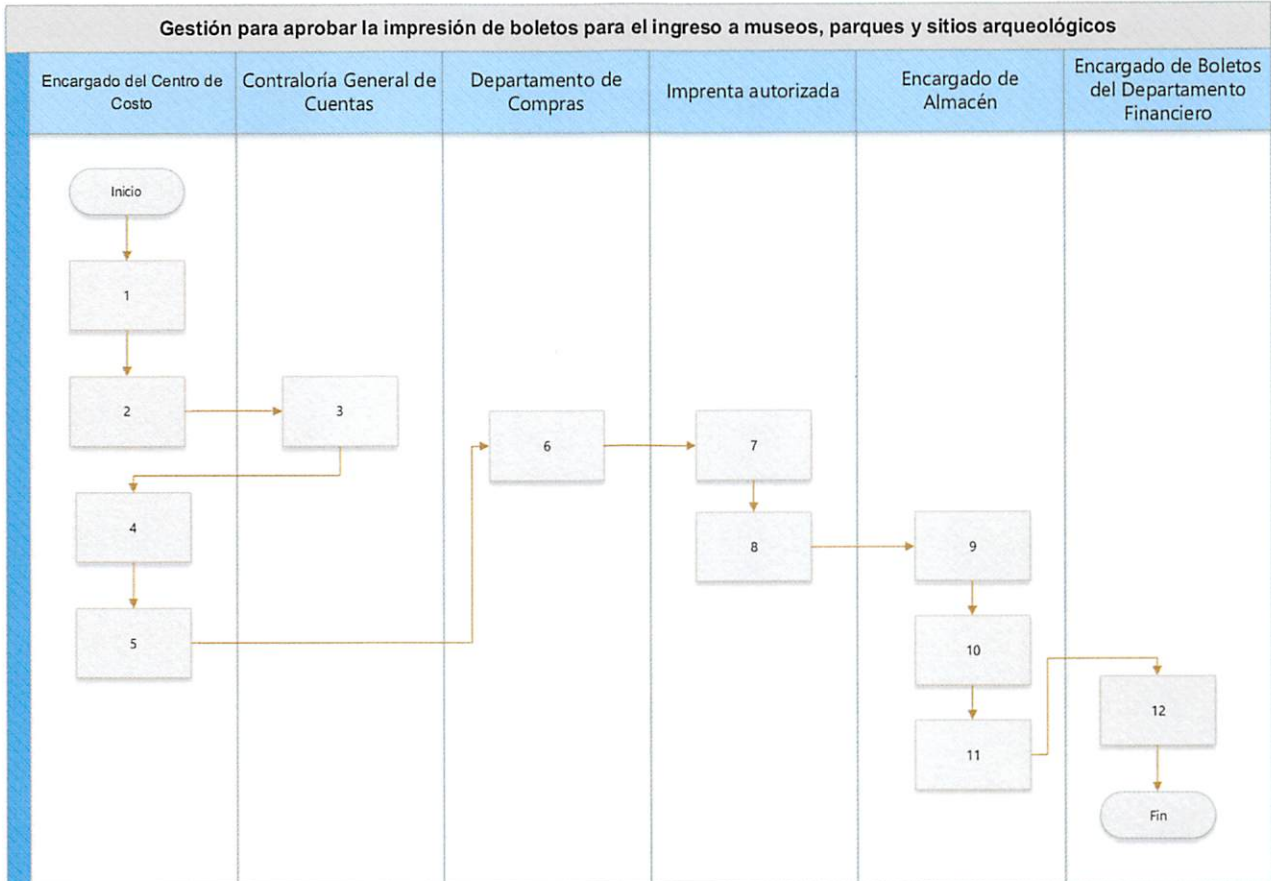 Gestión para aprobar la impresión de boletos para el ingreso a museos, parques y sitios arqueológicos
Encargado del Centro de
Costo
Contraloría General de
Cuentas
Departamento de
Compras
Imprenta autorizada
Encargado de
Almacén
Encargado de Boletos
del Departamento
Financiero
Inicio
1
2
3
4
5
6
7
8
9
10
11
12
Fin